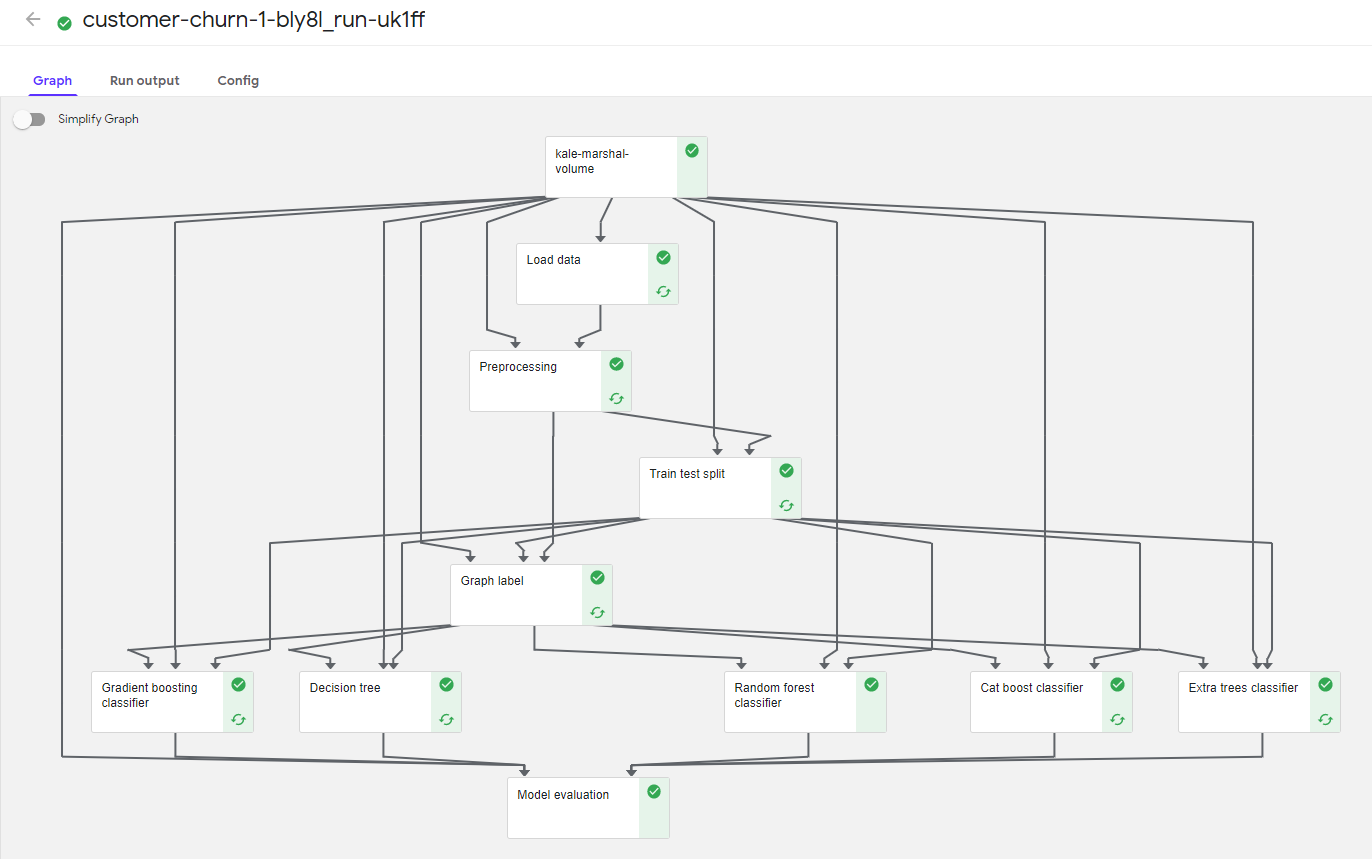 customer-churn-1-bly8l_run-uk1ff
Graph Run output Config
Simplify Graph
kale-marshal-
volume
Load data
Preprocessing
Train test split
Graph label
Gradient boosting
classifier
Decision tree
Random forest
classifier
Cat boost classifier
Extra trees classifier
Model evaluation